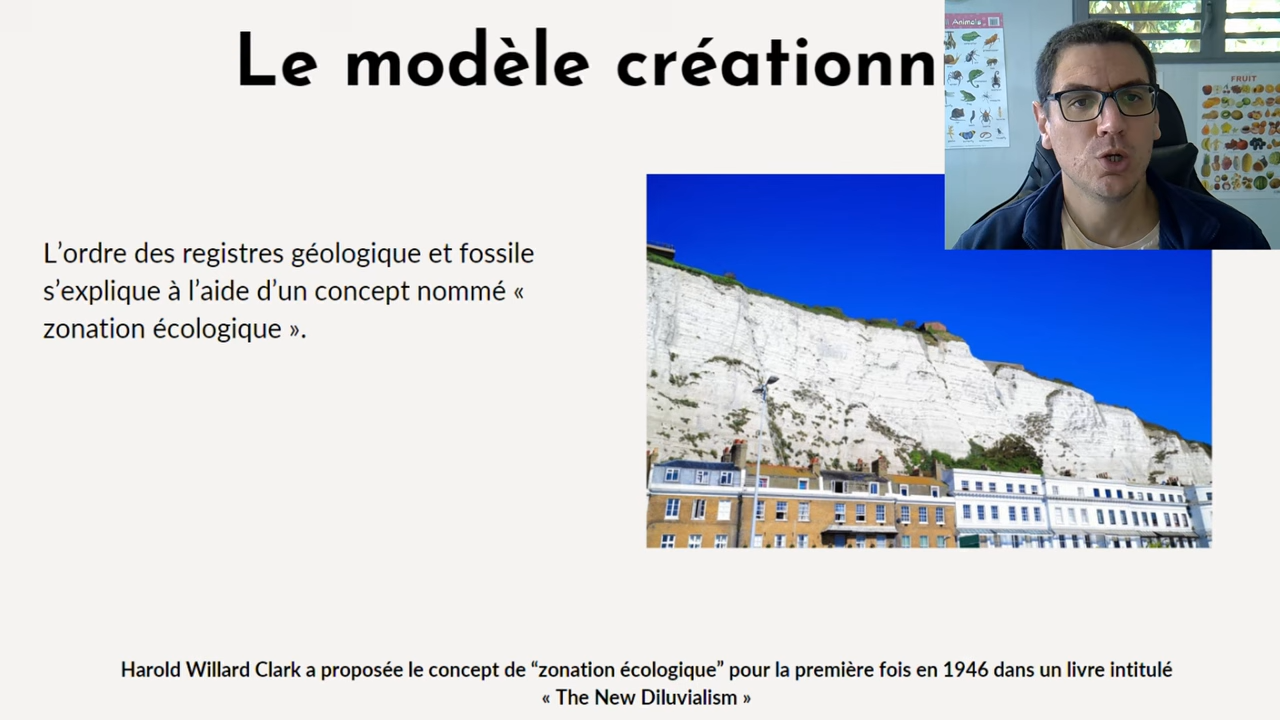 Le modèle créationn
Animals
FRUIT
L’ordre des registres géologique et fossile
s’explique à l’aide d’un concept nommé «
zonation écologique ».
Harold Willard Clark a proposée le concept de “zonation écologique” pour la première fois en 1946 dans un livre intitulé
« The New Diluvialism »